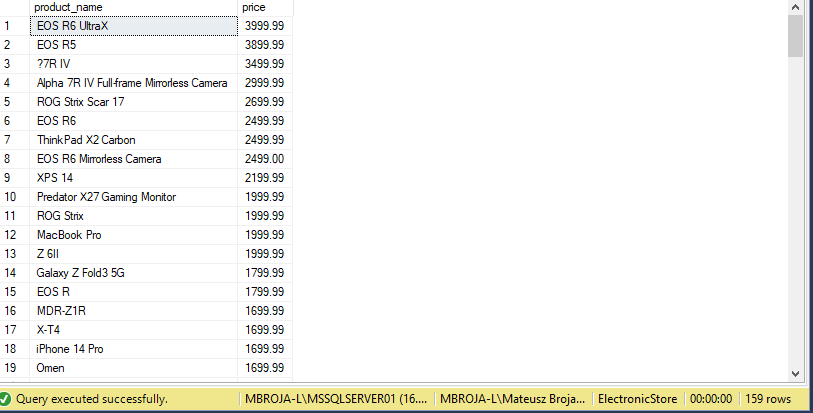 product_name price
1 EOS R6 UltraX 3999.99
2 EOS R5 3899.99
3 ?7R IV 3499.99
4 Alpha 7R IV Full-frame Mirrorless Camera 2999.99
5 ROG Strix Scar 17 2699.99
6 EOS R6 2499.99
7 ThinkPad X2 Carbon 2499.99
8 EOS R6 Mirrorless Camera 2499.00
9 XPS 14 2199.99
10 Predator X27 Gaming Monitor 1999.99
11 ROG Strix 1999.99
12 MacBook Pro 1999.99
13 Z 6II 1999.99
14 Galaxy Z Fold3 5G 1799.99
15 EOS R 1799.99
16 MDR-Z1R 1699.99
17 X-T4 1699.99
18 iPhone 14 Pro 1699.99
19 Omen 1699.99
Query executed successfully. MBROJA-L\MSSQLSERVER01 (16.... MBROJA-L\Mateusz Broja... ElectronicStore 00:00:00 159 rows